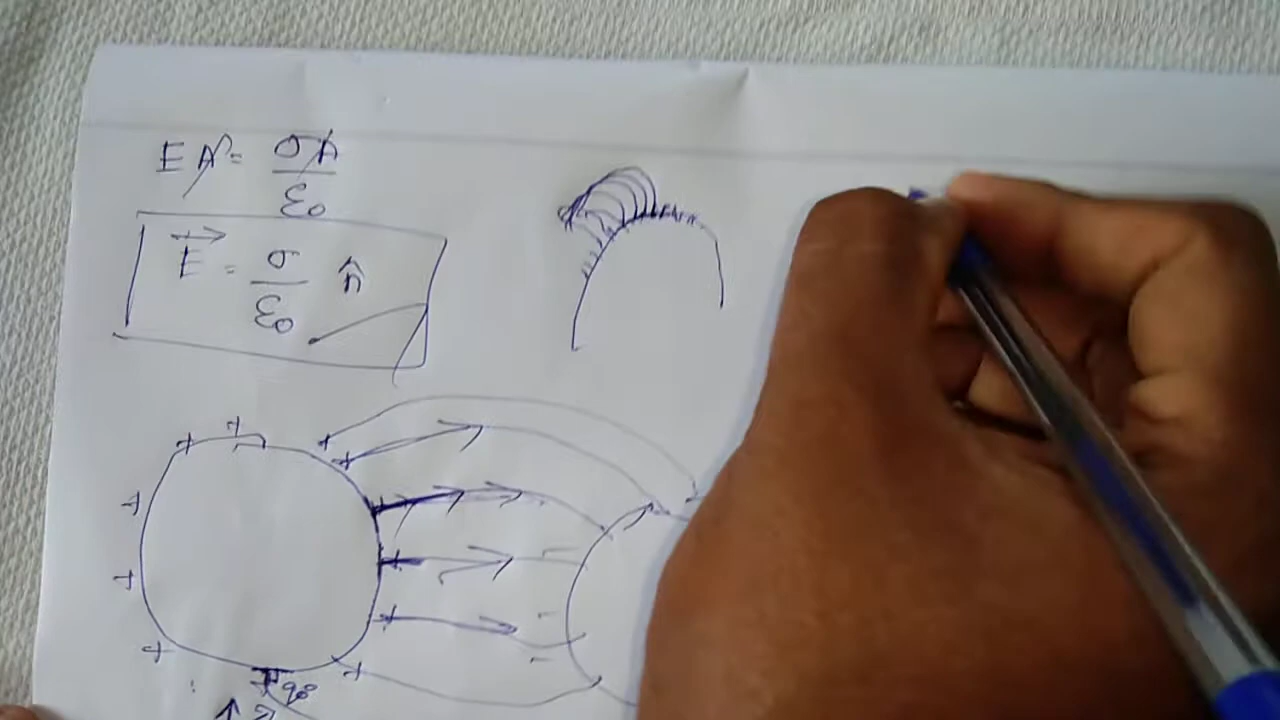 EA = σA/ε₀
E⃗ = σ/ε₀ n̂
+ +
+ +
+ - 
+ + -
+ -
+ - +
90°